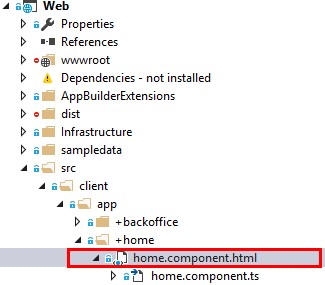 Web
Properties
References
wwwroot
Dependencies - not installed
AppBuilderExtensions
dist
Infrastructure
sampledata
src
client
app
+backoffice
+home
home.component.html
home.component.ts